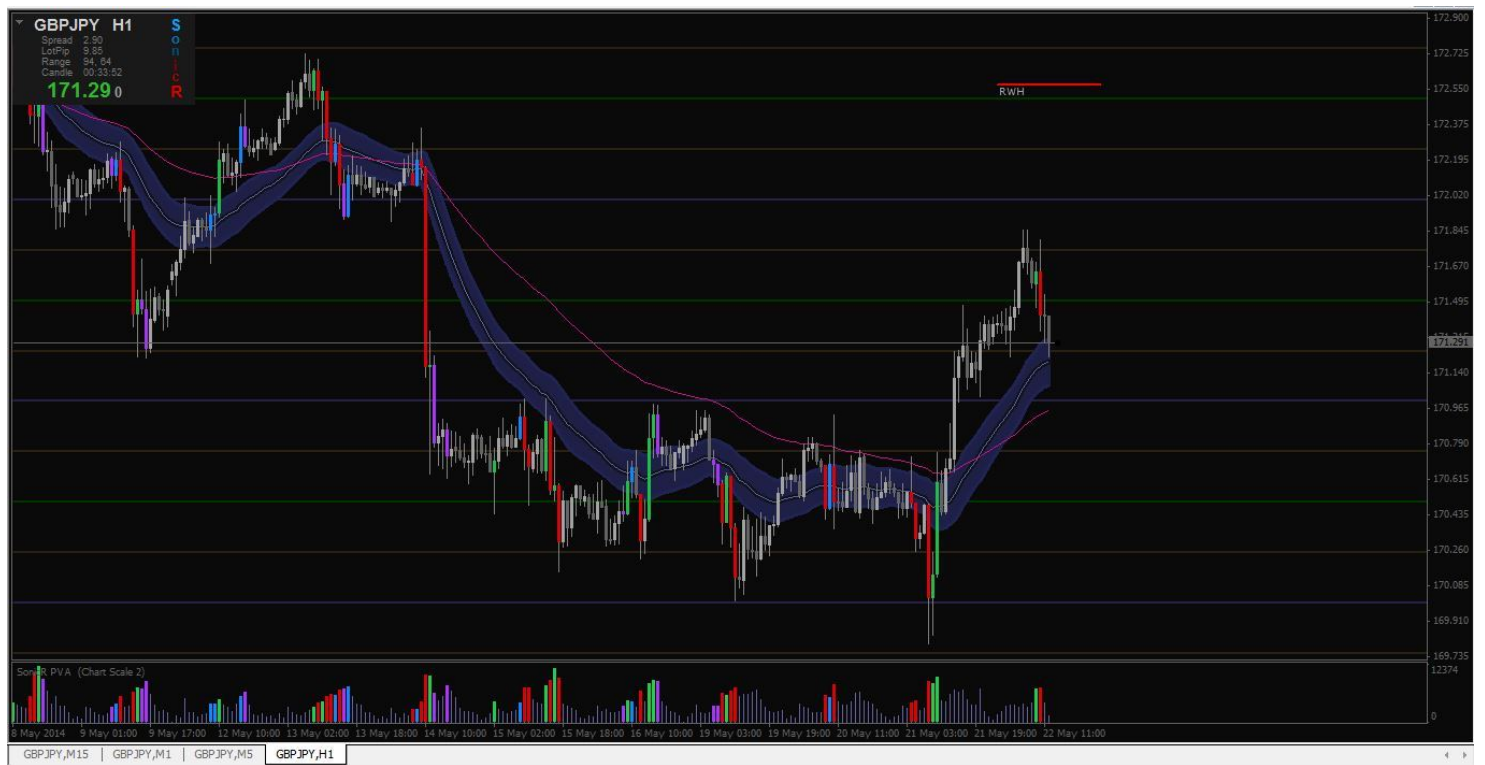 GBPJPY H1
Spread 2.90
LotPip 9.85
Range 94, 64
Candle 00:33:52
171.29 0
S
o
n
i
c
R
RWH
172.900
172.725
172.550
172.375
172.195
172.020
171.845
171.670
171.495
171.291
171.140
170.965
170.790
170.615
170.435
170.260
170.085
169.910
169.735
SonicR PVA (Chart Scale 2)
12374
0
8 May 2014 9 May 01:00 9 May 17:00 12 May 10:00 13 May 02:00 13 May 18:00 14 May 10:00 15 May 02:00 15 May 18:00 16 May 10:00 19 May 03:00 19 May 19:00 20 May 11:00 21 May 03:00 21 May 19:00 22 May 11:00
GBPJPY,M15 | GBPJPY,M1 | GBPJPY,M5 GBPJPY,H1